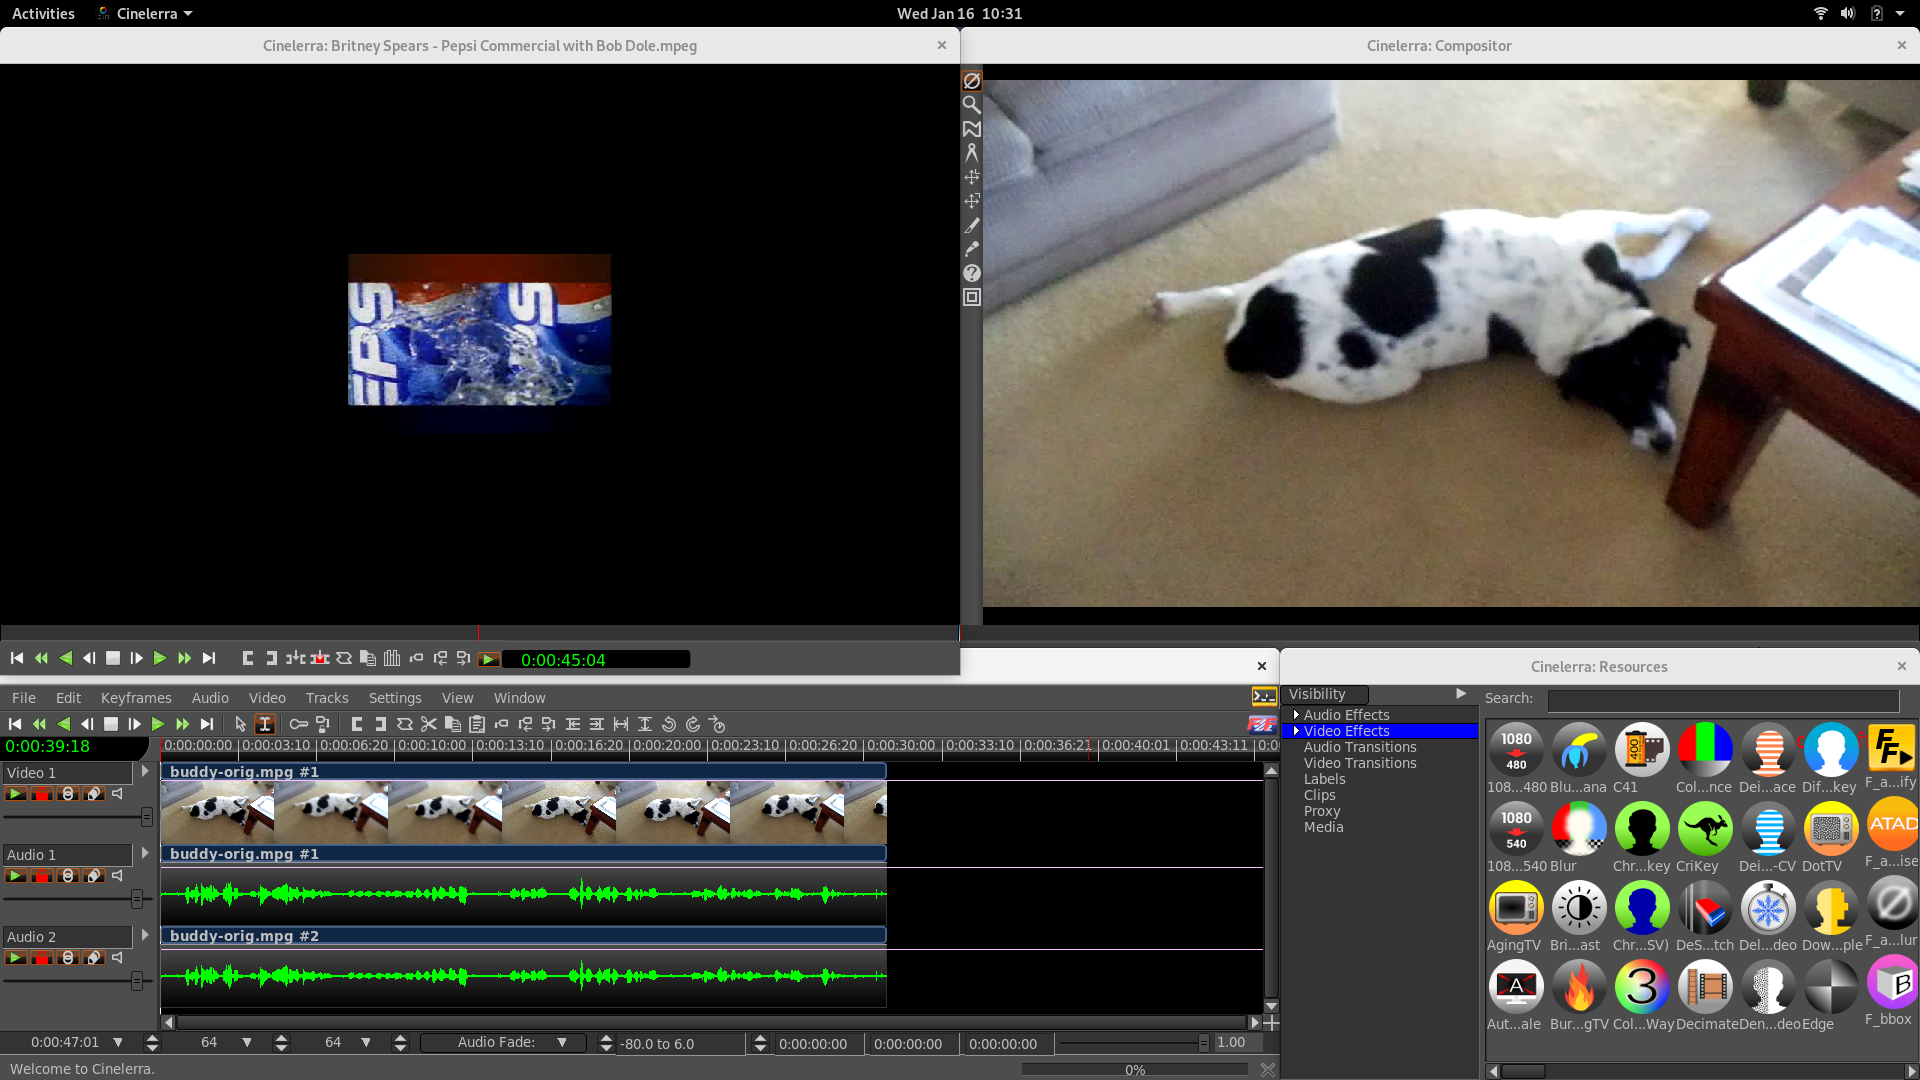 Activities
Cinelerra
Wed Jan 16 10:31
Cinelerra: Britney Spears - Pepsi Commercial with Bob Dole.mpeg
Cinelerra: Compositor
EPS
PS
0:00:45:04
Cinelerra: Resources
File Edit Keyframes Audio Video Tracks Settings View Window
Visibility
Search:
0:00:39:18
0:00:00:00 0:00:03:10 0:00:06:20 0:00:10:00 0:00:13:10 0:00:16:20 0:00:20:00 0:00:23:10 0:00:26:20 0:00:30:00 0:00:33:10 0:00:36:21 0:00:40:01 0:00:43:11 0:00
Video 1
buddy-orig.mpg #1
Audio 1
buddy-orig.mpg #1
Audio 2
buddy-orig.mpg #2
0:00:47:01 64 64 Audio Fade: -80.0 to 6.0 0:00:00:00 0:00:00:00 0:00:00:00 1.00
Welcome to Cinelerra.
0%
Audio Effects
Video Effects
Audio Transitions
Video Transitions
Labels
Clips
Proxy
Media
1080
480
400
FF
108...480 Blu...ana C41 Col...nce Dei...ace Dif...key F_a...ify
1080
540
ATAD
108...540 Blur Chr...key CriKey Dei...-CV DotTV F_a...ise
AgingTV Bri...ast Chr...SV) DeS...tch Del...deo Dow...ple F_a...lur
A
3
B
Aut...ale Bur...gTV Col...Way Decimate Den...deo Edge F_bbox